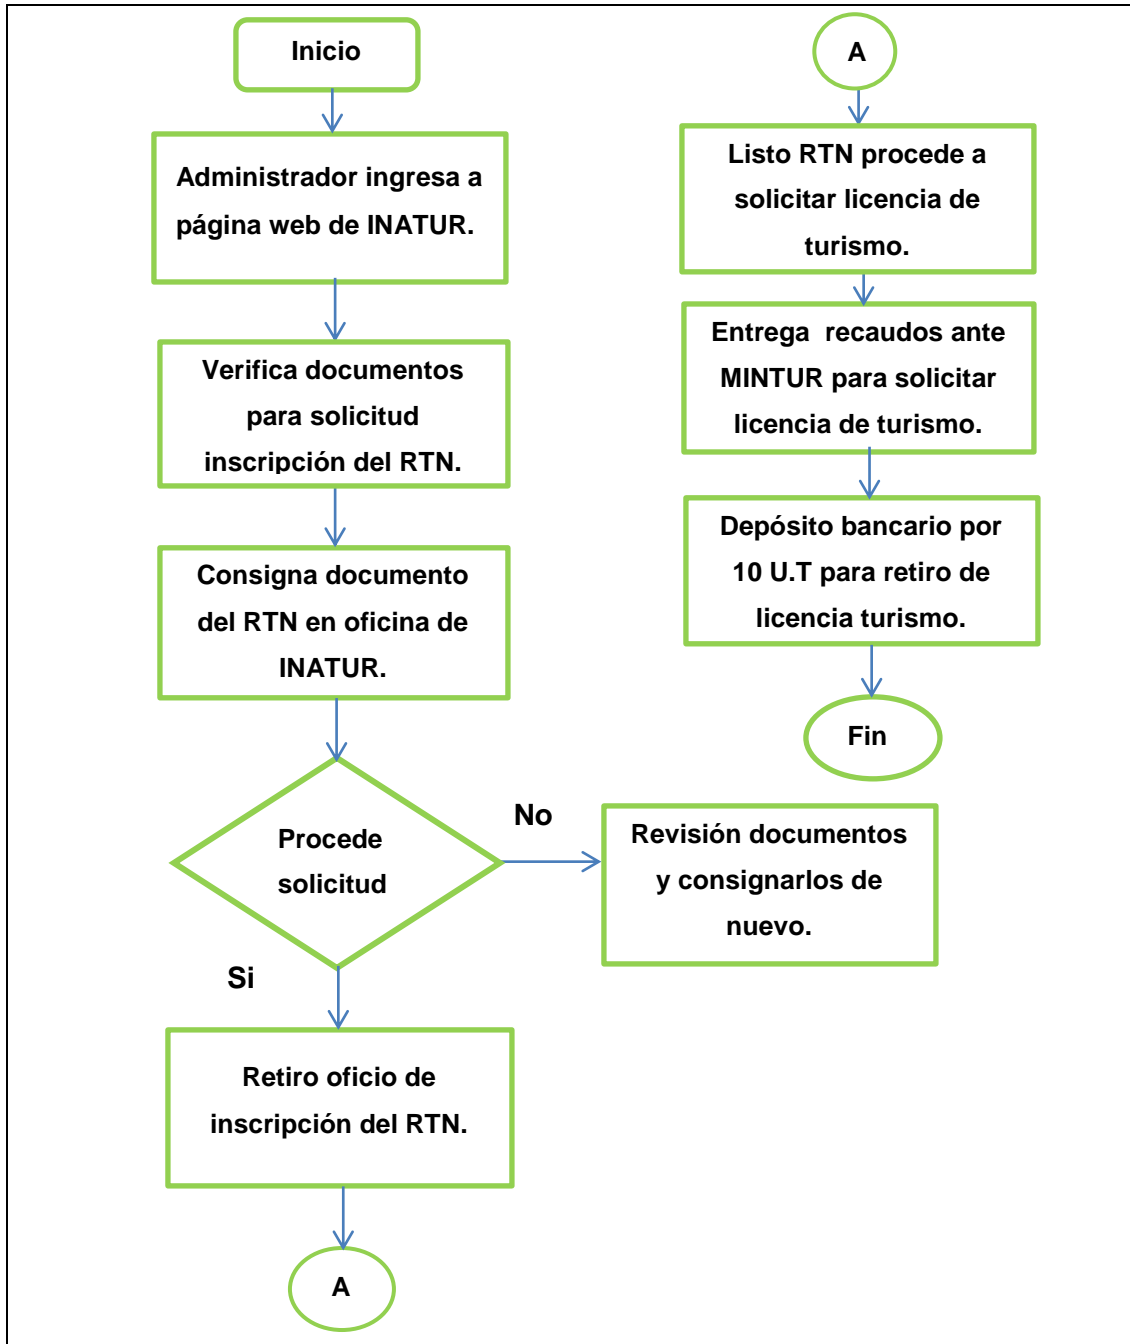 Inicio
Administrador ingresa a
página web de INATUR.
Verifica documentos
para solicitud
inscripción del RTN.
Consigna documento
del RTN en oficina de
INATUR.
Procede
solicitud
No
Revisión documentos
y consignarlos de
nuevo.
Si
Retiro oficio de
inscripción del RTN.
A
A
Listo RTN procede a
solicitar licencia de
turismo.
Entrega recaudos ante
MINTUR para solicitar
licencia de turismo.
Depósito bancario por
10 U.T para retiro de
licencia turismo.
Fin